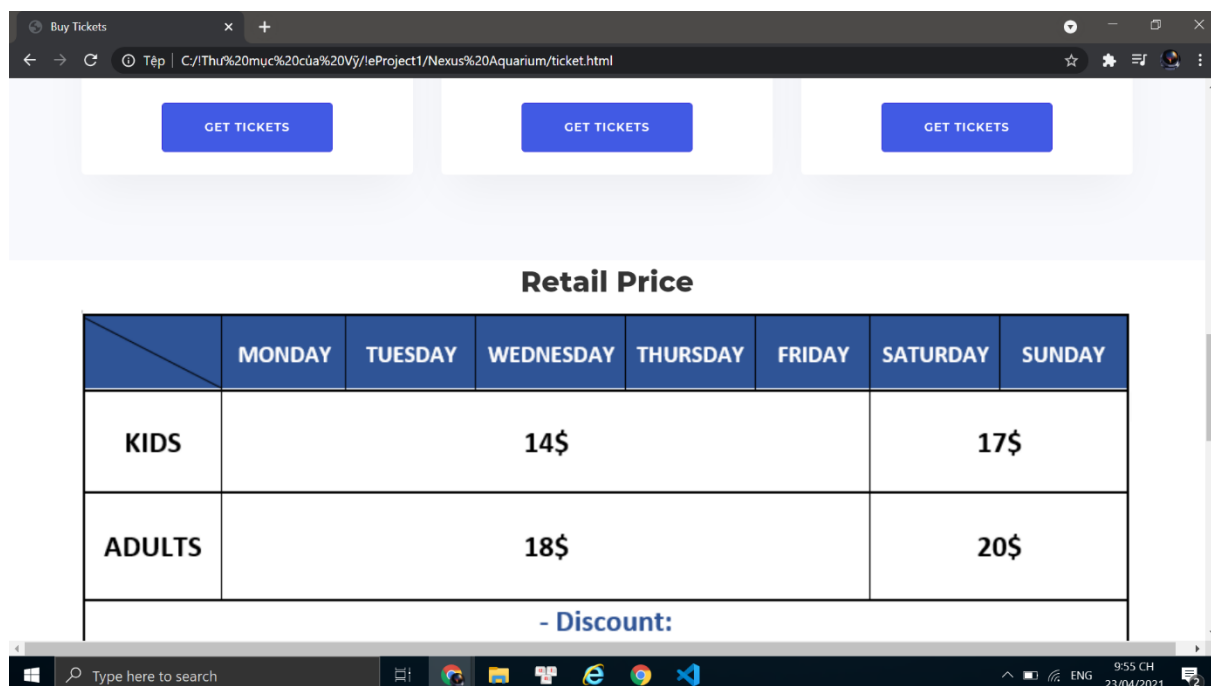 Buy Tickets
Tệp C:/!Thư%20mục%20của%20Vỹ/!eProject1/Nexus%20Aquarium/ticket.html
GET TICKETS GET TICKETS GET TICKETS
Retail Price
MONDAY TUESDAY WEDNESDAY THURSDAY FRIDAY SATURDAY SUNDAY
KIDS 14$ 17$
ADULTS 18$ 20$
- Discount:
Type here to search ENG 9:55 CH
23/04/2021 2